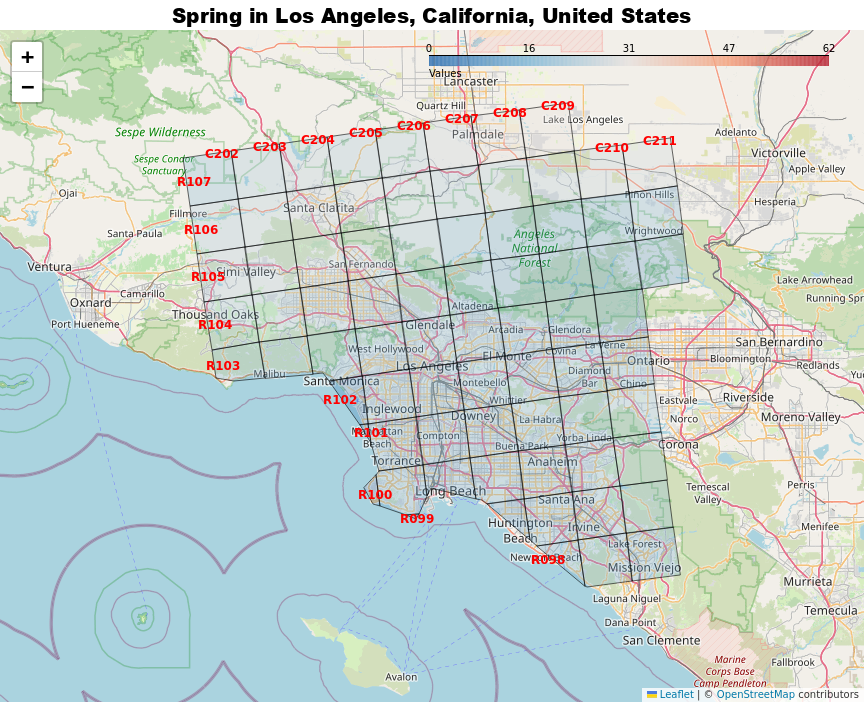 Spring in Los Angeles, California, United States
+
−
0 16 31 47 62
Values
Lancaster
Quartz Hill
C209
C208
C207
Lake Los Angeles
C206
Palmdale
C205
C204
C203
C202
C210
C211
Adelanto
Victorville
Apple Valley
Sespe Wilderness
Sespe Condor
Sanctuary
R107
Ojai
Fillmore
Santa Clarita
Piñon Hills
Hesperia
Santa Paula
R106
Wrightwood
Angeles
National
Forest
Ventura
R105
Simi Valley
San Fernando
Lake Arrowhead
Running Spr
Oxnard
Camarillo
Port Hueneme
Thousand Oaks
R104
Altadena
Glendale
Arcadia
Glendora
West Hollywood
La Verne
Covina
El Monte
Ontario
San Bernardino
Bloomington
Redlands
R103
Malibu
Los Angeles
Diamond
Bar
Chino
Santa Monica
Montebello
R102
Inglewood
Whittier
Downey
La Habra
Eastvale
Norco
Riverside
Moreno Valley
R101
Manhattan
Beach
Compton
Buena Park
Yorba Linda
Corona
Torrance
Anaheim
R100
Long Beach
Santa Ana
Temescal
Valley
Perris
R099
Huntington
Beach
Irvine
Menifee
Lake Forest
R098
Newport Beach
Mission Viejo
Murrieta
Laguna Niguel
Temecula
Dana Point
San Clemente
Marine
Corps Base
Camp Pendleton
Fallbrook
Avalon
Leaflet | © OpenStreetMap contributors